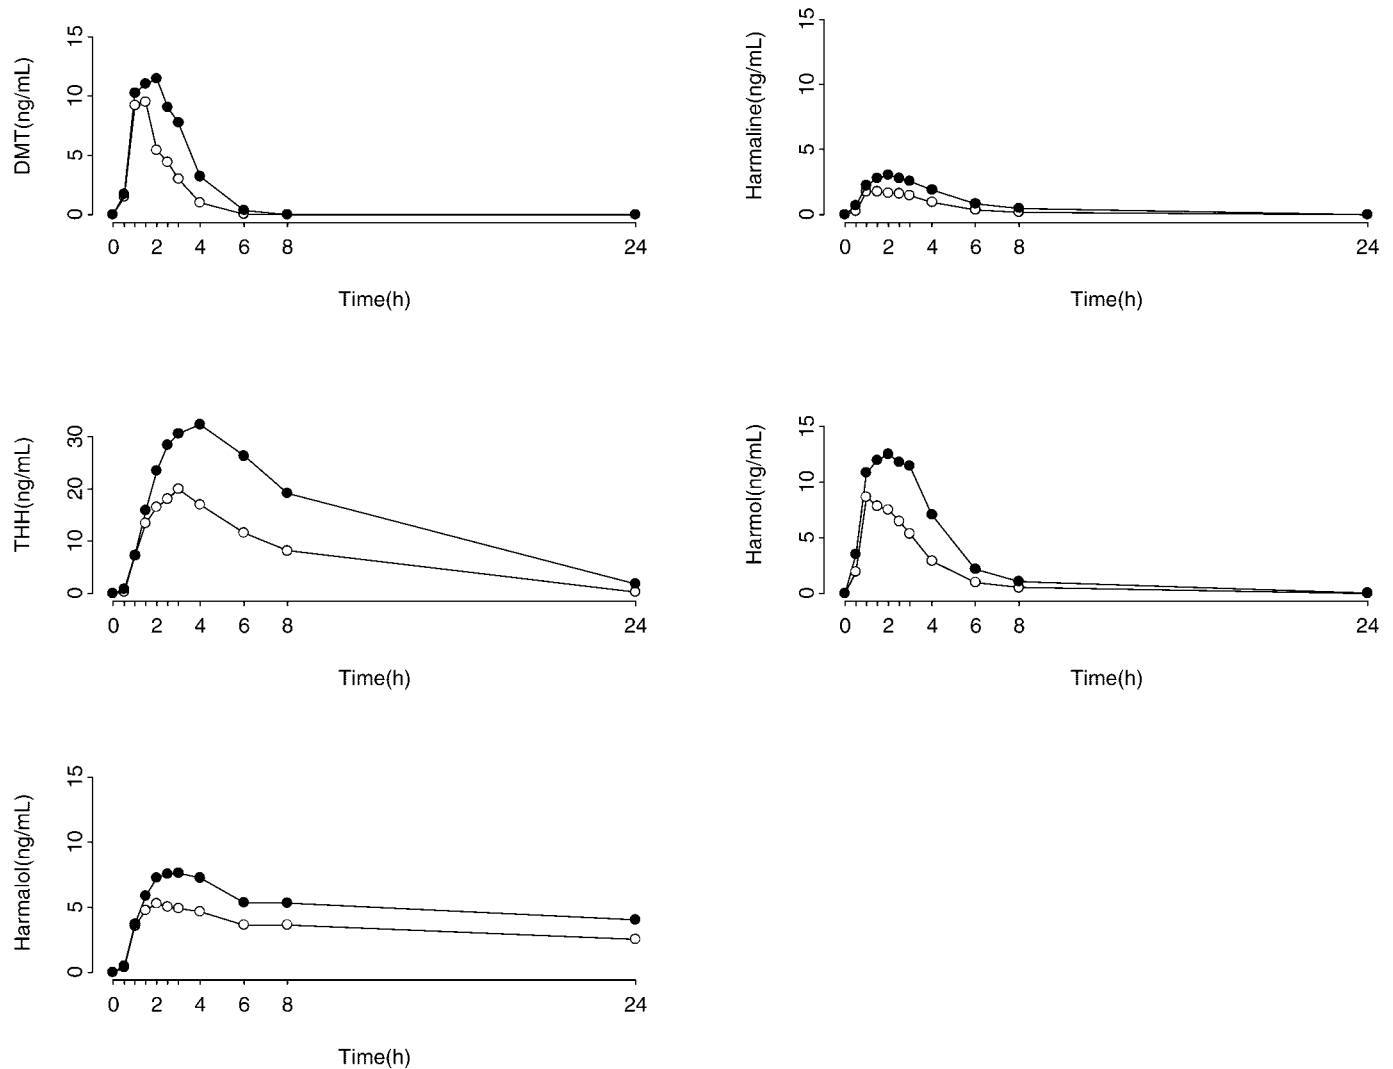 DMT(ng/mL)
0 5 10 15
0 2 4 6 8 24
Time(h)
Harmaline(ng/mL)
0 5 10 15
0 2 4 6 8 24
Time(h)
THH(ng/mL)
0 10 20 30
0 2 4 6 8 24
Time(h)
Harmol(ng/mL)
0 5 10 15
0 2 4 6 8 24
Time(h)
Harmalol(ng/mL)
0 5 10 15
0 2 4 6 8 24
Time(h)